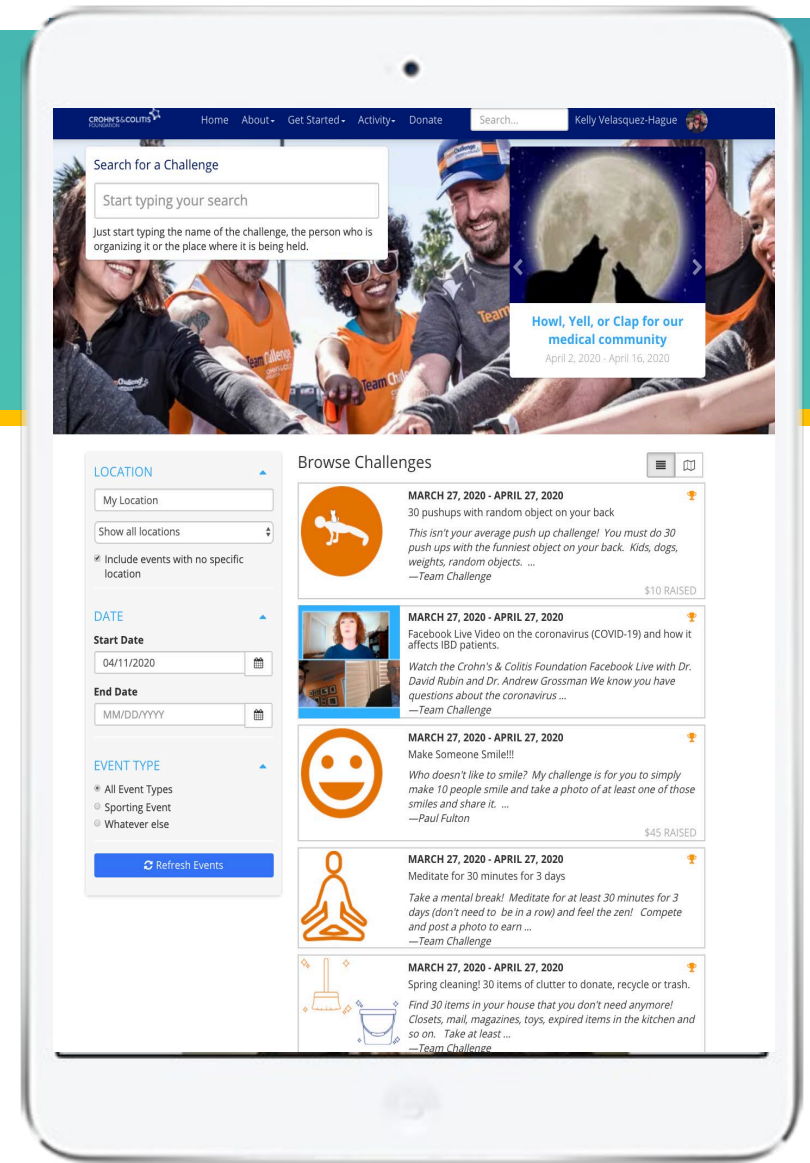 CROHN'S&COLITIS
FOUNDATION
Home About Get Started Activity Donate Search... Kelly Velasquez-Hague
Search for a Challenge
Start typing your search
Just start typing the name of the challenge, the person who is
organizing it or the place where it is being held.
Howl, Yell, or Clap for our
medical community
April 2, 2020 - April 16, 2020
Team
Team Challenge
Team
LOCATION
My Location
Show all locations
Include events with no specific
location
DATE
Start Date
04/11/2020
End Date
MM/DD/YYYY
EVENT TYPE
All Event Types
Sporting Event
Whatever else
Refresh Events
Browse Challenges
MARCH 27, 2020 - APRIL 27, 2020
30 pushups with random object on your back
This isn't your average push up challenge! You must do 30
push ups with the funniest object on your back. Kids, dogs,
weights, random objects. ...
—Team Challenge
$10 RAISED
MARCH 27, 2020 - APRIL 27, 2020
Facebook Live Video on the coronavirus (COVID-19) and how it
affects IBD patients.
Watch the Crohn's & Colitis Foundation Facebook Live with Dr.
David Rubin and Dr. Andrew Grossman We know you have
questions about the coronavirus ...
—Team Challenge
MARCH 27, 2020 - APRIL 27, 2020
Make Someone Smile!!!
Who doesn't like to smile? My challenge is for you to simply
make 10 people smile and take a photo of at least one of those
smiles and share it. ...
—Paul Fulton
$45 RAISED
MARCH 27, 2020 - APRIL 27, 2020
Meditate for 30 minutes for 3 days
Take a mental break! Meditate for at least 30 minutes for 3
days (don't need to be in a row) and feel the zen! Compete
and post a photo to earn ...
—Team Challenge
MARCH 27, 2020 - APRIL 27, 2020
Spring cleaning! 30 items of clutter to donate, recycle or trash.
Find 30 items in your house that you don't need anymore!
Closets, mail, magazines, toys, expired items in the kitchen and
so on. Take at least ...
—Team Challenge